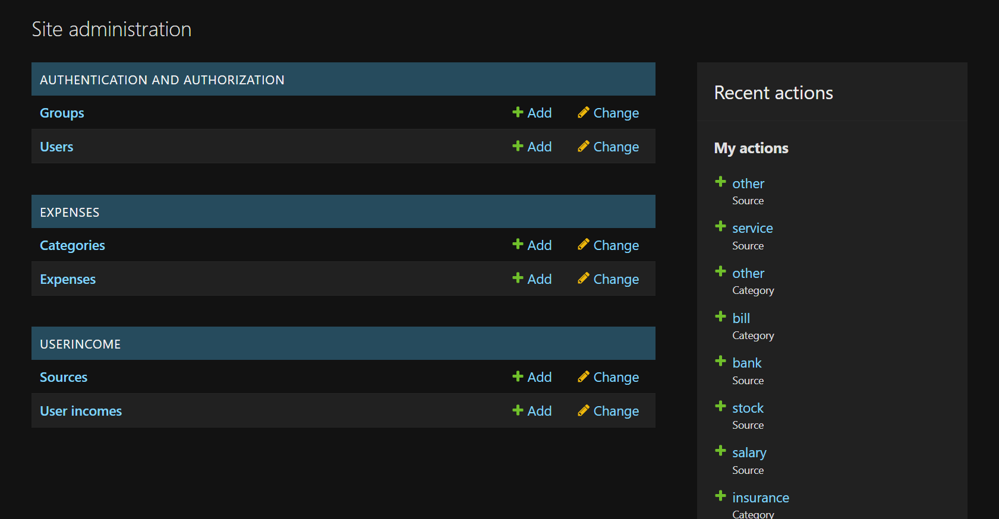 Site administration
AUTHENTICATION AND AUTHORIZATION
Groups Add Change
Users Add Change
EXPENSES
Categories Add Change
Expenses Add Change
USERINCOME
Sources Add Change
User incomes Add Change
Recent actions
My actions
other
Source
service
Source
other
Category
bill
Category
bank
Source
stock
Source
salary
Source
insurance
Category